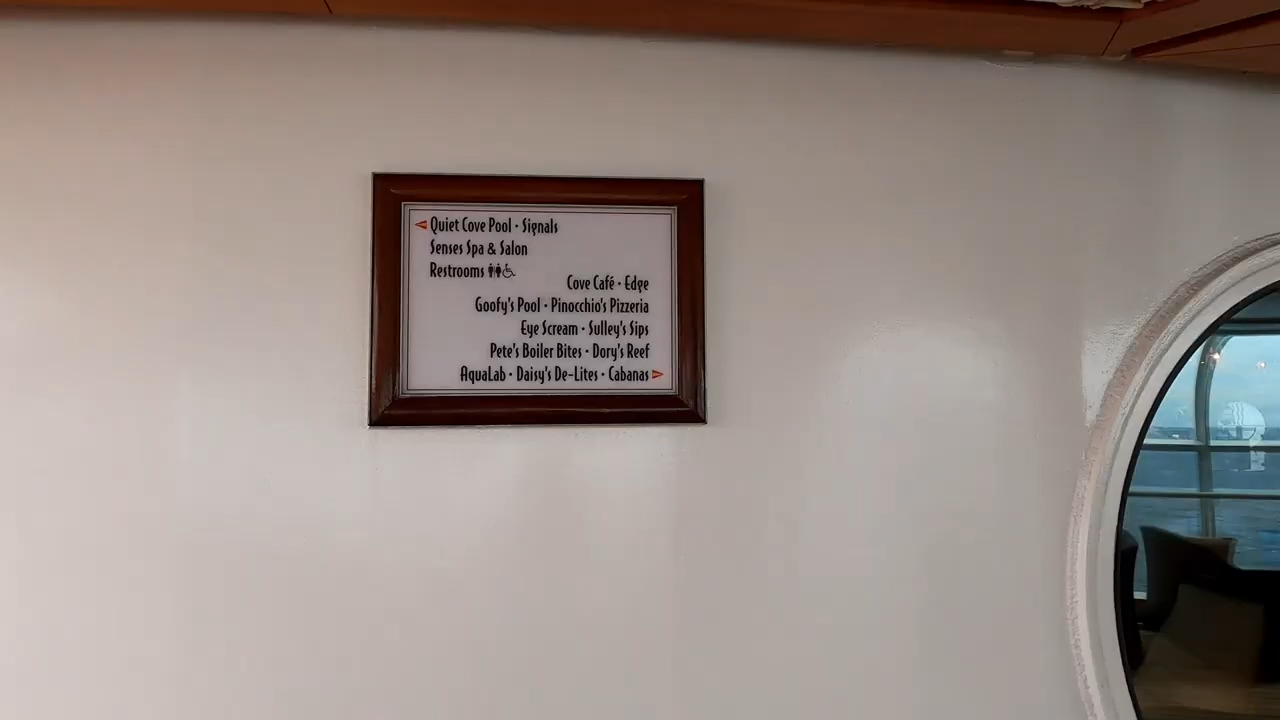 Quiet Cove Pool · Signals
Senses Spa & Salon
Restrooms
Cove Café · Edge
Goofy's Pool · Pinocchio's Pizzeria
Eye Scream · Sulley's Sips
Pete's Boiler Bites · Dory's Reef
AquaLab · Daisy's De-Lites · Cabanas